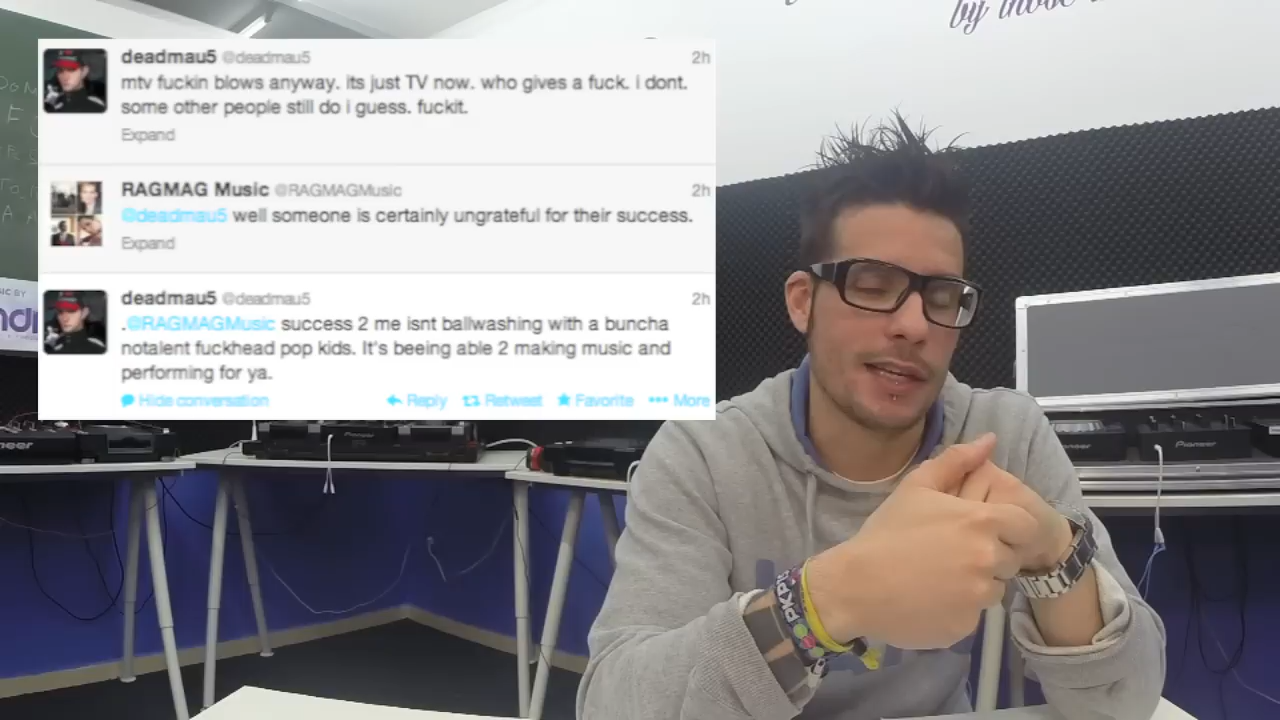 by those
deadmau5 @deadmau5 2h
mtv fuckin blows anyway. its just TV now. who gives a fuck. i dont.
some other people still do i guess. fuckit.
Expand
RAGMAG Music @RAGMAGMusic 2h
@deadmau5 well someone is certainly ungrateful for their success.
Expand
deadmau5 @deadmau5 2h
.@RAGMAGMusic success 2 me isnt ballwashing with a buncha
notalent fuckhead pop kids. It's beeing able 2 making music and
performing for ya.
Hide conversation Reply Retweet Favorite More
Pioneer